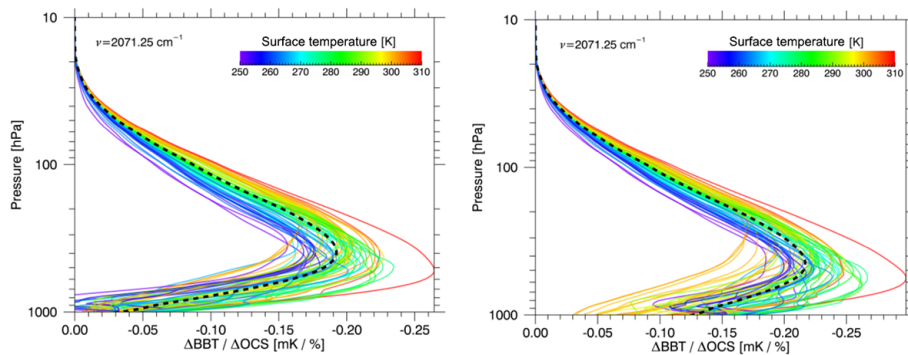 10
ν=2071.25 cm⁻¹
Surface temperature [K]
250 260 270 280 290 300 310
Pressure [hPa]
100
1000
0.00 -0.05 -0.10 -0.15 -0.20 -0.25
ΔBBT / ΔOCS [mK / %]
10
ν=2071.25 cm⁻¹
Surface temperature [K]
250 260 270 280 290 300 310
Pressure [hPa]
100
1000
0.00 -0.05 -0.10 -0.15 -0.20 -0.25
ΔBBT / ΔOCS [mK / %]